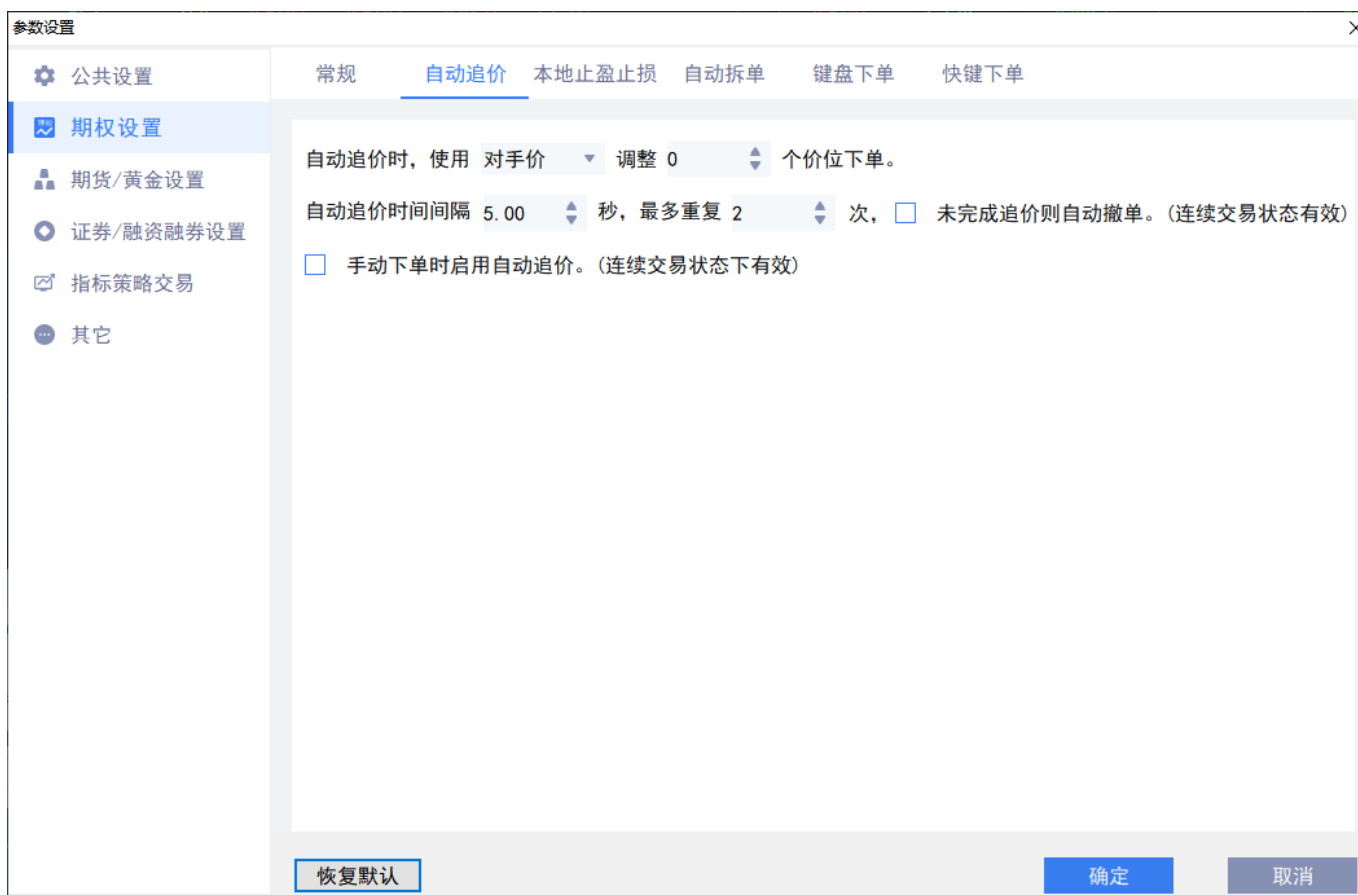 参数设置
公共设置
期权设置
期货/黄金设置
证券/融资融券设置
指标策略交易
其它
常规 自动追价 本地止盈止损 自动拆单 键盘下单 快键下单
自动追价时，使用 对手价 调整 0 个价位下单。
自动追价时间间隔 5.00 秒，最多重复 2 次， 未完成追价则自动撤单。(连续交易状态有效)
手动下单时启用自动追价。(连续交易状态下有效)
恢复默认 确定 取消